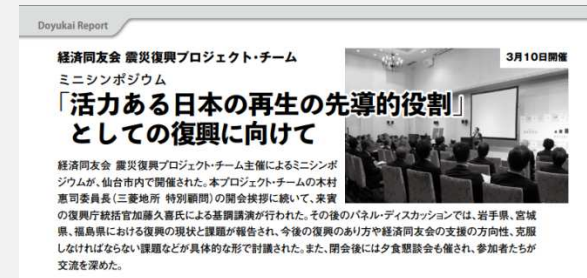 Doyukai Report
経済同友会 震災復興プロジェクト・チーム
3月10日開催
ミニシンポジウム
「活力ある日本の再生の先導的役割」
としての復興に向けて
経済同友会 震災復興プロジェクト・チーム主催によるミニシンポ
ジウムが、仙台市内で開催された。本プロジェクト・チームの木村
惠司委員長（三菱地所 特別顧問）の開会挨拶に続いて、来賓
の復興庁統括官加藤久喜氏による基調講演が行われた。その後のパネル・ディスカッションでは、岩手県、宮城
県、福島県における復興の現状と課題が報告され、今後の復興のあり方や経済同友会の支援の方向性、克服
しなければならない課題などが具体的な形で討議された。また、閉会後には夕食懇談会も催され、参加者たちが
交流を深めた。